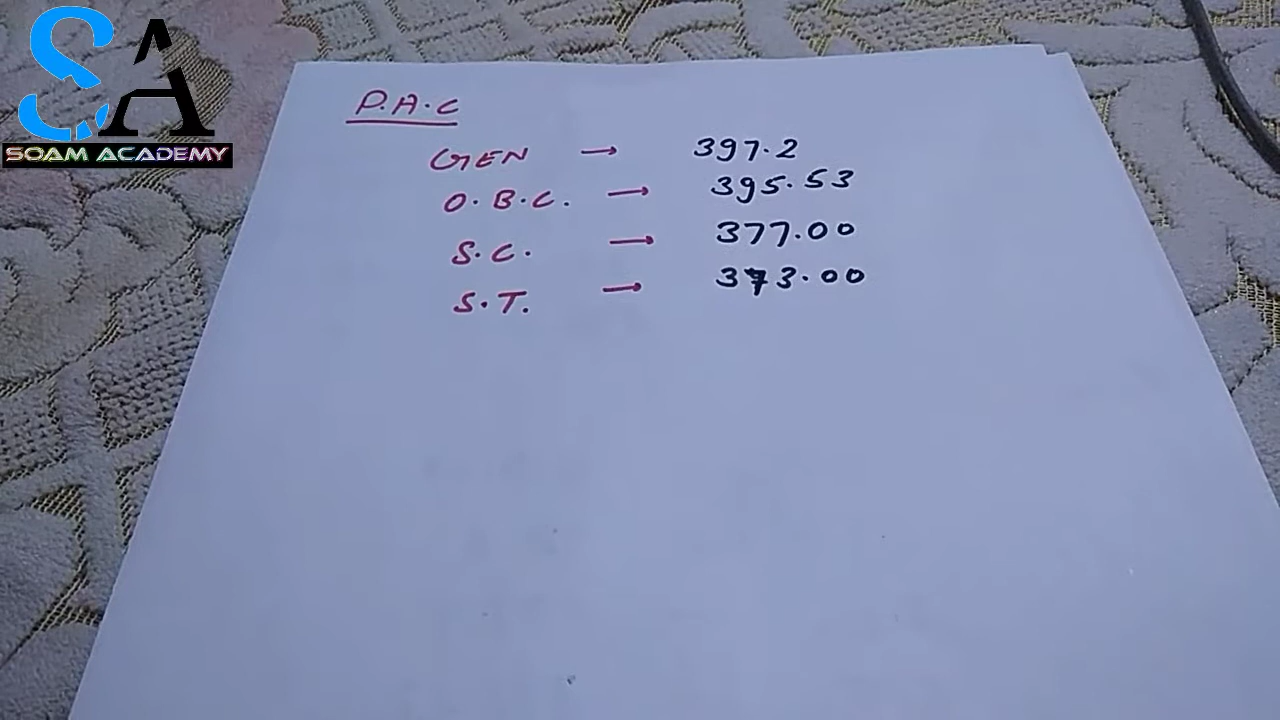 SA
SOAM ACADEMY
P.A.C
GEN → 397.2
O.B.C. → 395.53
S.C. → 377.00
S.T. → 373.00